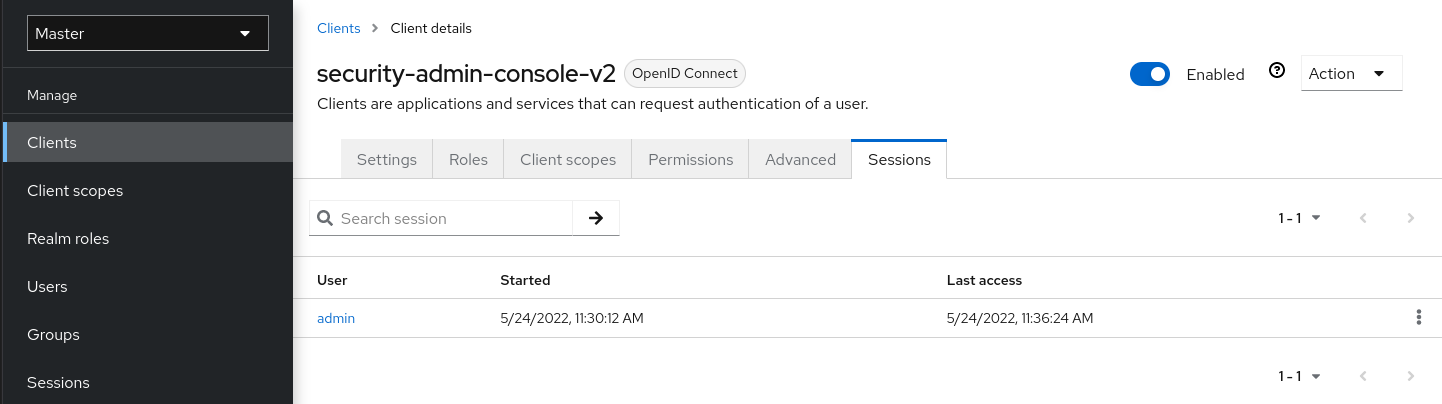 Master
Manage
Clients
Client scopes
Realm roles
Users
Groups
Sessions
Clients > Client details
security-admin-console-v2 OpenID Connect
Enabled Action
Clients are applications and services that can request authentication of a user.
Settings Roles Client scopes Permissions Advanced Sessions
Search session
1 - 1
User Started Last access
admin 5/24/2022, 11:30:12 AM 5/24/2022, 11:36:24 AM
1 - 1